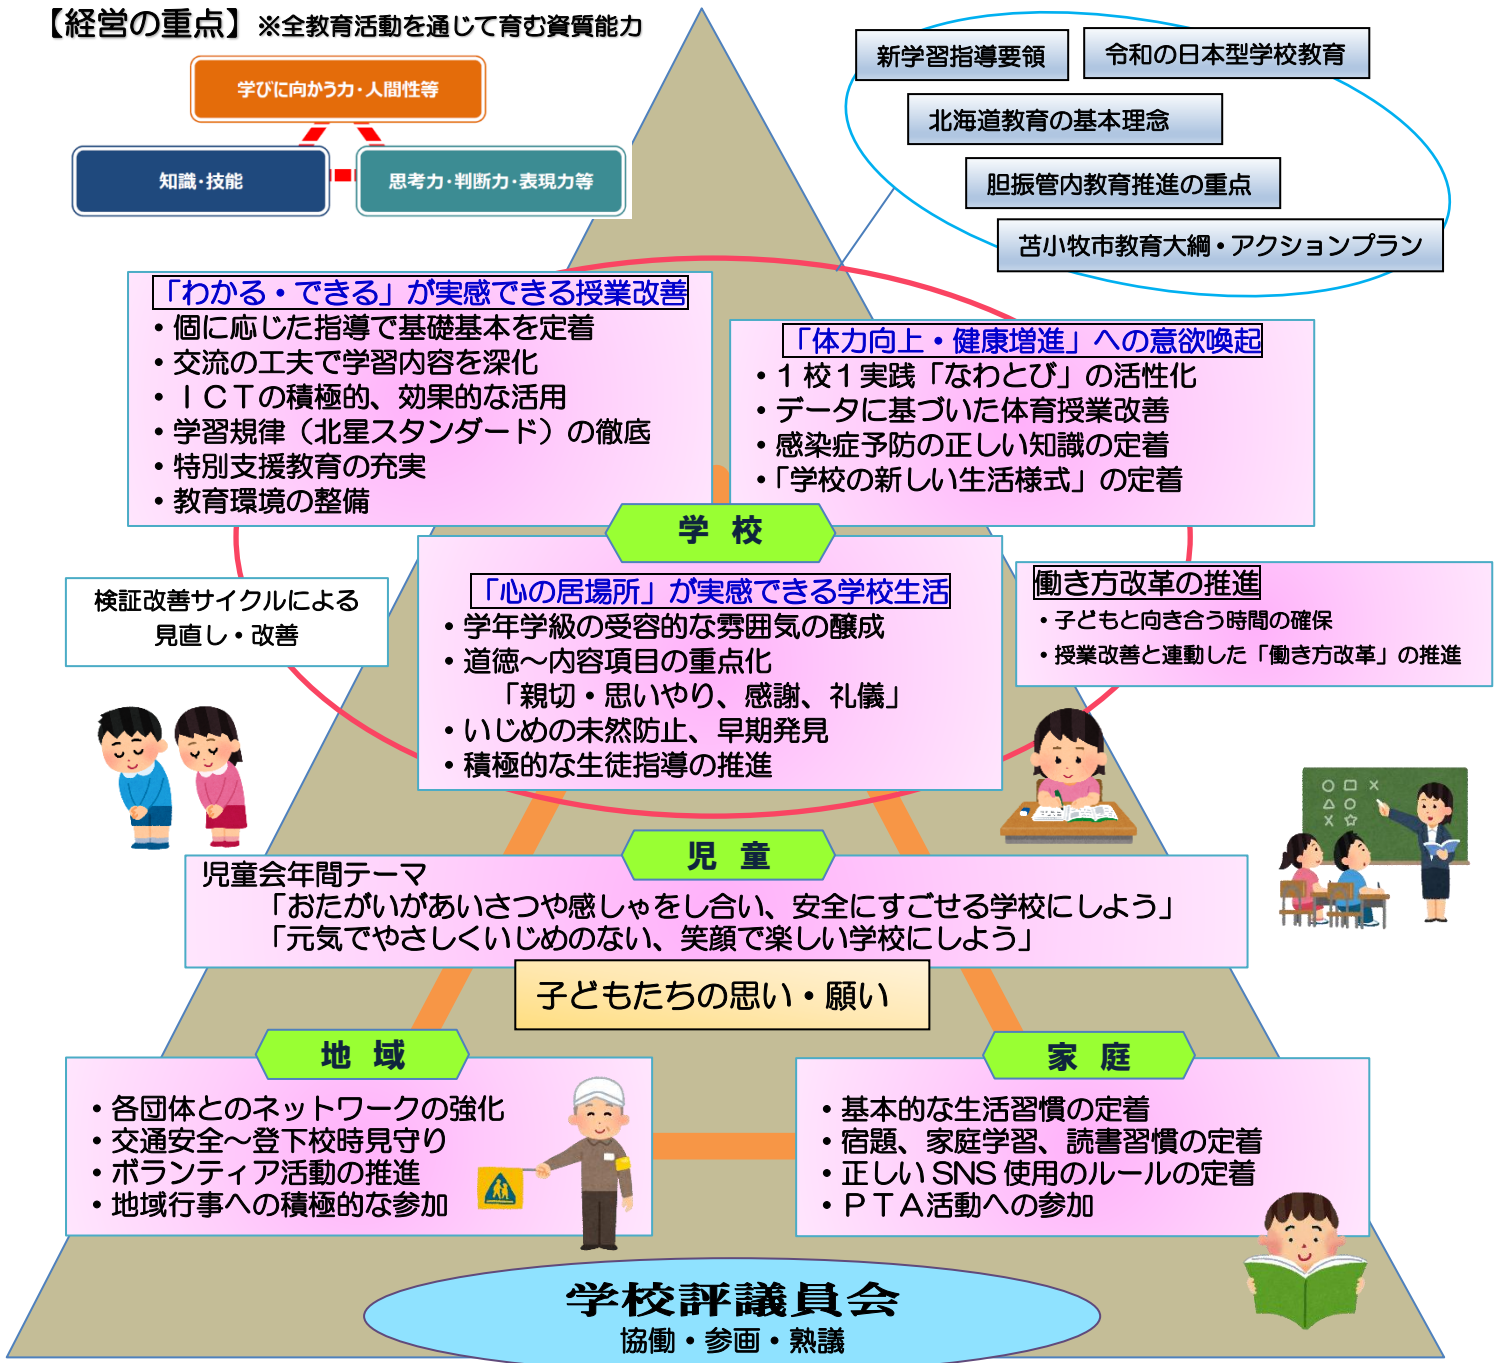 【経営の重点】※全教育活動を通じて育む資質能力
学びに向かう力・人間性等
知識・技能
思考力・判断力・表現力等
新学習指導要領
令和の日本型学校教育
北海道教育の基本理念
胆振管内教育推進の重点
苫小牧市教育大綱・アクションプラン
「わかる・できる」が実感できる授業改善
・個に応じた指導で基礎基本を定着
・交流の工夫で学習内容を深化
・ＩＣＴの積極的、効果的な活用
・学習規律（北星スタンダード）の徹底
・特別支援教育の充実
・教育環境の整備
「体力向上・健康増進」への意欲喚起
・１校１実践「なわとび」の活性化
・データに基づいた体育授業改善
・感染症予防の正しい知識の定着
・「学校の新しい生活様式」の定着
学 校
「心の居場所」が実感できる学校生活
・学年学級の受容的な雰囲気の醸成
・道徳～内容項目の重点化
「親切・思いやり、感謝、礼儀」
・いじめの未然防止、早期発見
・積極的な生徒指導の推進
検証改善サイクルによる
見直し・改善
働き方改革の推進
・子どもと向き合う時間の確保
・授業改善と連動した「働き方改革」の推進
児 童
児童会年間テーマ
「おたがいがあいさつや感しゃをし合い、安全にすごせる学校にしよう」
「元気でやさしくいじめのない、笑顔で楽しい学校にしよう」
子どもたちの思い・願い
地 域
・各団体とのネットワークの強化
・交通安全～登下校時見守り
・ボランティア活動の推進
・地域行事への積極的な参加
家 庭
・基本的な生活習慣の定着
・宿題、家庭学習、読書習慣の定着
・正しい SNS 使用のルールの定着
・ＰＴＡ活動への参加
学校評議員会
協働・参画・熟議